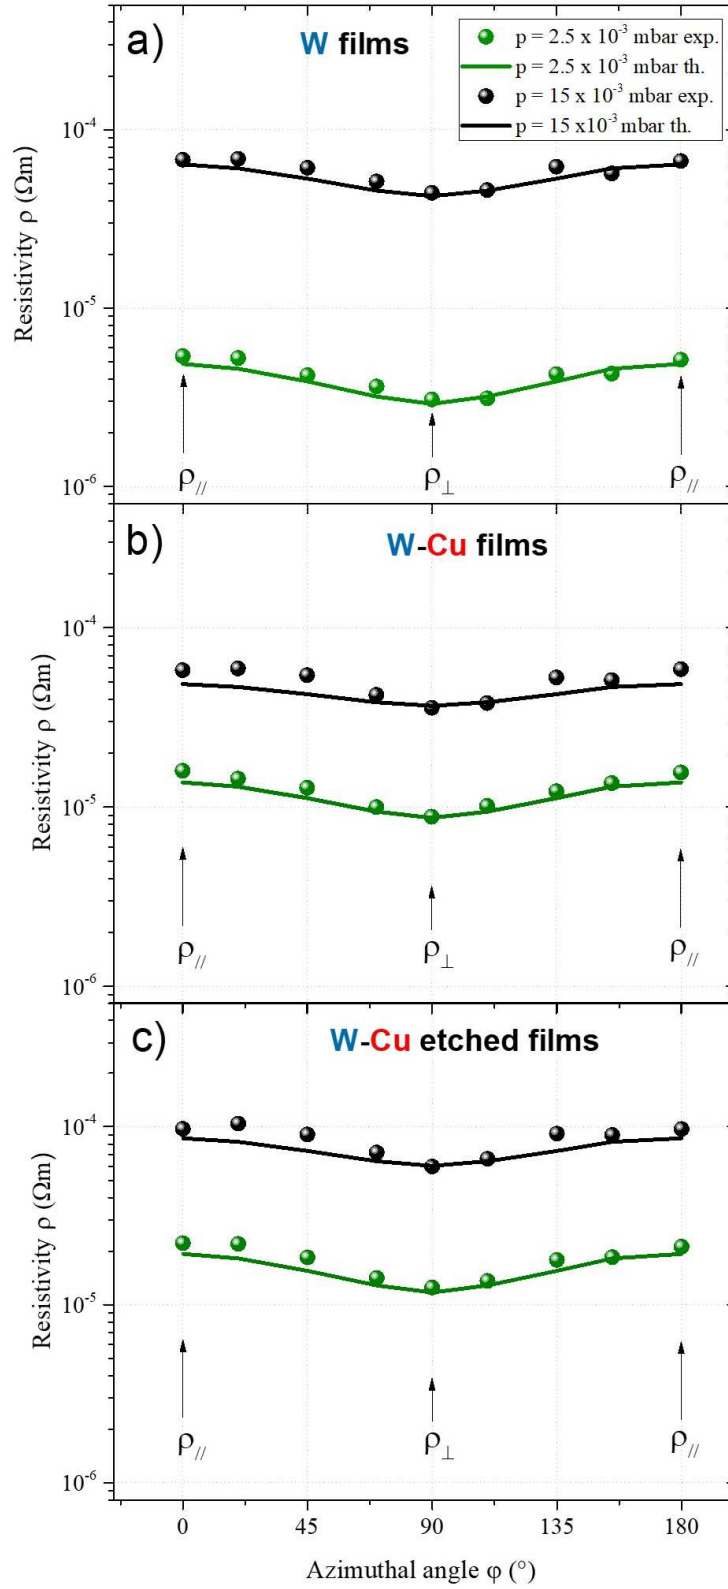 a)
W films
p = 2.5 x 10⁻³ mbar exp.
p = 2.5 x 10⁻³ mbar th.
p = 15 x 10⁻³ mbar exp.
p = 15 x10⁻³ mbar th.
Resistivity ρ (Ωm)
10⁻⁴
10⁻⁵
10⁻⁶
ρ//
ρ⊥
ρ//
b)
W-Cu films
Resistivity ρ (Ωm)
10⁻⁴
10⁻⁵
10⁻⁶
ρ//
ρ⊥
ρ//
c)
W-Cu etched films
Resistivity ρ (Ωm)
10⁻⁴
10⁻⁵
10⁻⁶
ρ//
ρ⊥
ρ//
0 45 90 135 180
Azimuthal angle φ (°)